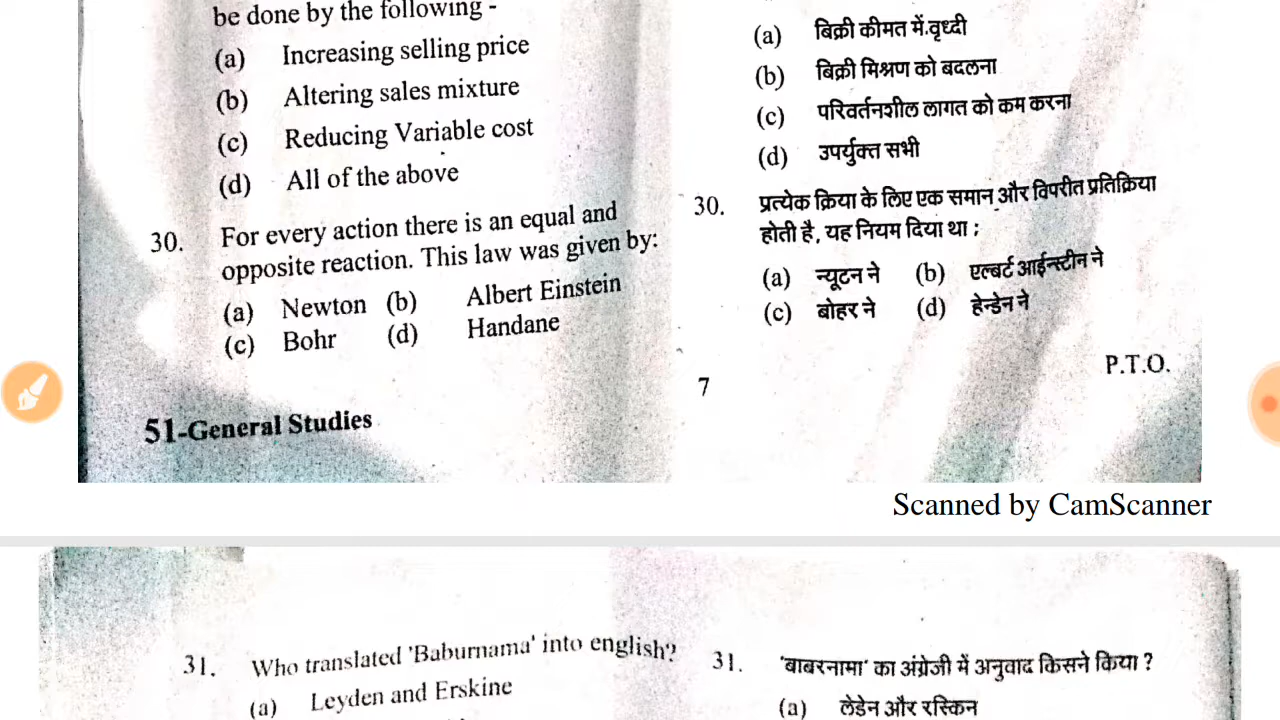 be done by the following -
(a) Increasing selling price
(b) Altering sales mixture
(c) Reducing Variable cost
(d) All of the above
30. For every action there is an equal and
opposite reaction. This law was given by:
(a) Newton (b) Albert Einstein
(c) Bohr (d) Handane
51-General Studies
(a) बिक्री कीमत में वृध्दी
(b) बिक्री मिश्रण को बदलना
(c) परिवर्तनशील लागत को कम करना
(d) उपर्युक्त सभी
30. प्रत्येक क्रिया के लिए एक समान और विपरीत प्रतिक्रिया
होती है, यह नियम दिया था :
(a) न्यूटन ने (b) एल्बर्ट आईन्स्टीन ने
(c) बोहर ने (d) हेन्डेन ने
7
P.T.O.
Scanned by CamScanner
31. Who translated 'Baburnama' into english?
(a) Leyden and Erskine
31. 'बाबरनामा' का अंग्रेजी में अनुवाद किसने किया ?
(a) लेडेन और रस्किन